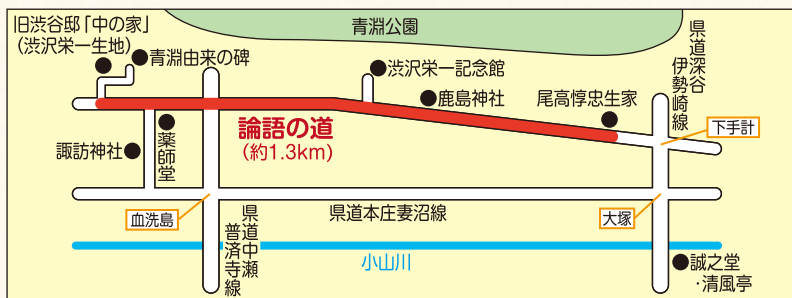 旧渋谷邸「中の家」
(渋沢栄一生地)
青淵由来の碑
青淵公園
県道深谷
伊勢崎線
渋沢栄一記念館
鹿島神社
尾高惇忠生家
論語の道
(約1.3km)
下手計
薬師堂
諏訪神社
血洗島
県道本庄妻沼線
大塚
県道中瀬
普済寺線
小山川
誠之堂
・清風亭